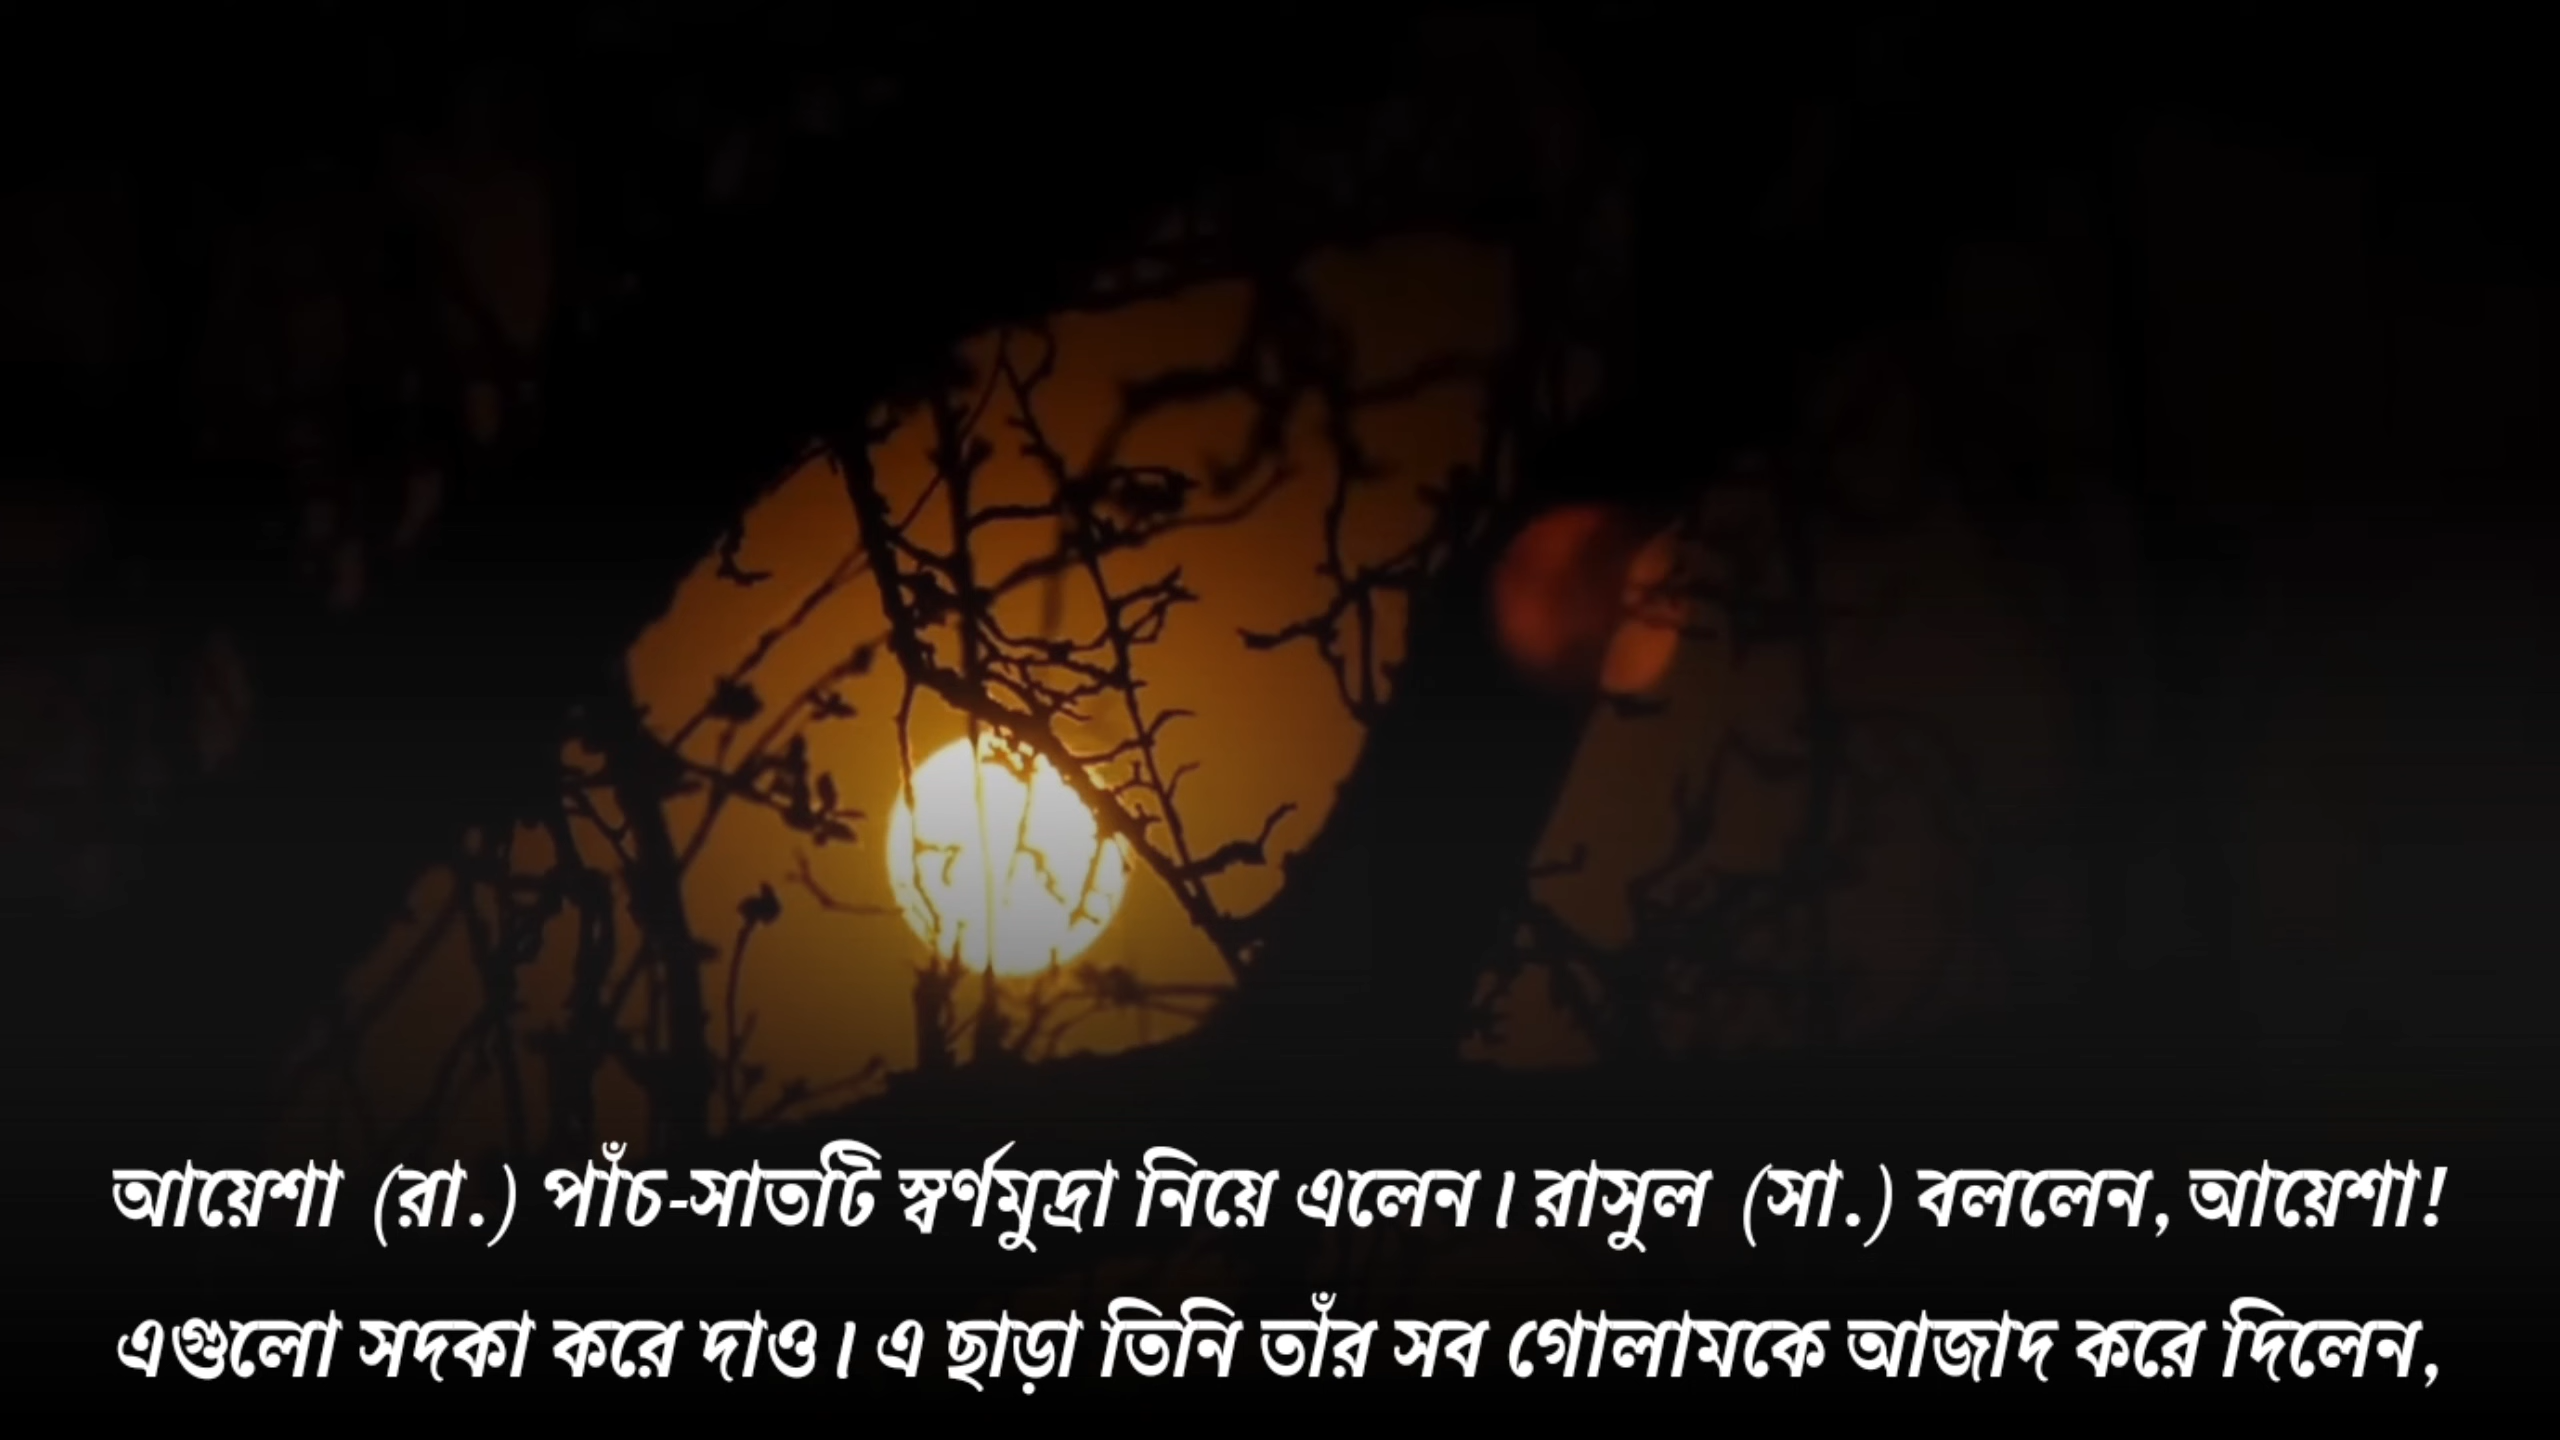 আয়েশা (রা.) পাঁচ-সাতটি স্বর্ণমুদ্রা নিয়ে এলেন। রাসুল (সা.) বললেন, আয়েশা!
এগুলো সদকা করে দাও। এ ছাড়া তিনি তাঁর সব গোলামকে আজাদ করে দিলেন,